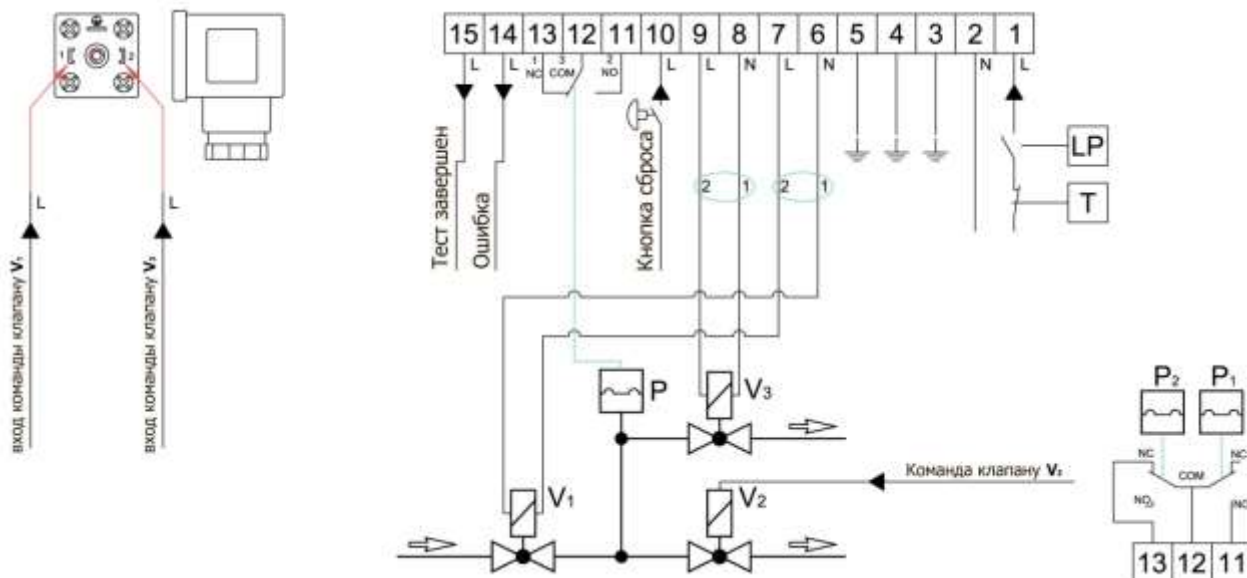 15 14 13 12 11 10 9 8 7 6 5 4 3 2 1
L L 1 3 2 L L N L N N L
NC COM NO
1 2
L L
вход команды клапану V₁
вход команды клапану V₃
Тест завершен
Ошибка
Кнопка сброса
2 1 2 1
LP
T
P
V₃
V₁
V₂
Команда клапану V₂
P₂ P₁
NC NC
COM
NO
13 12 11